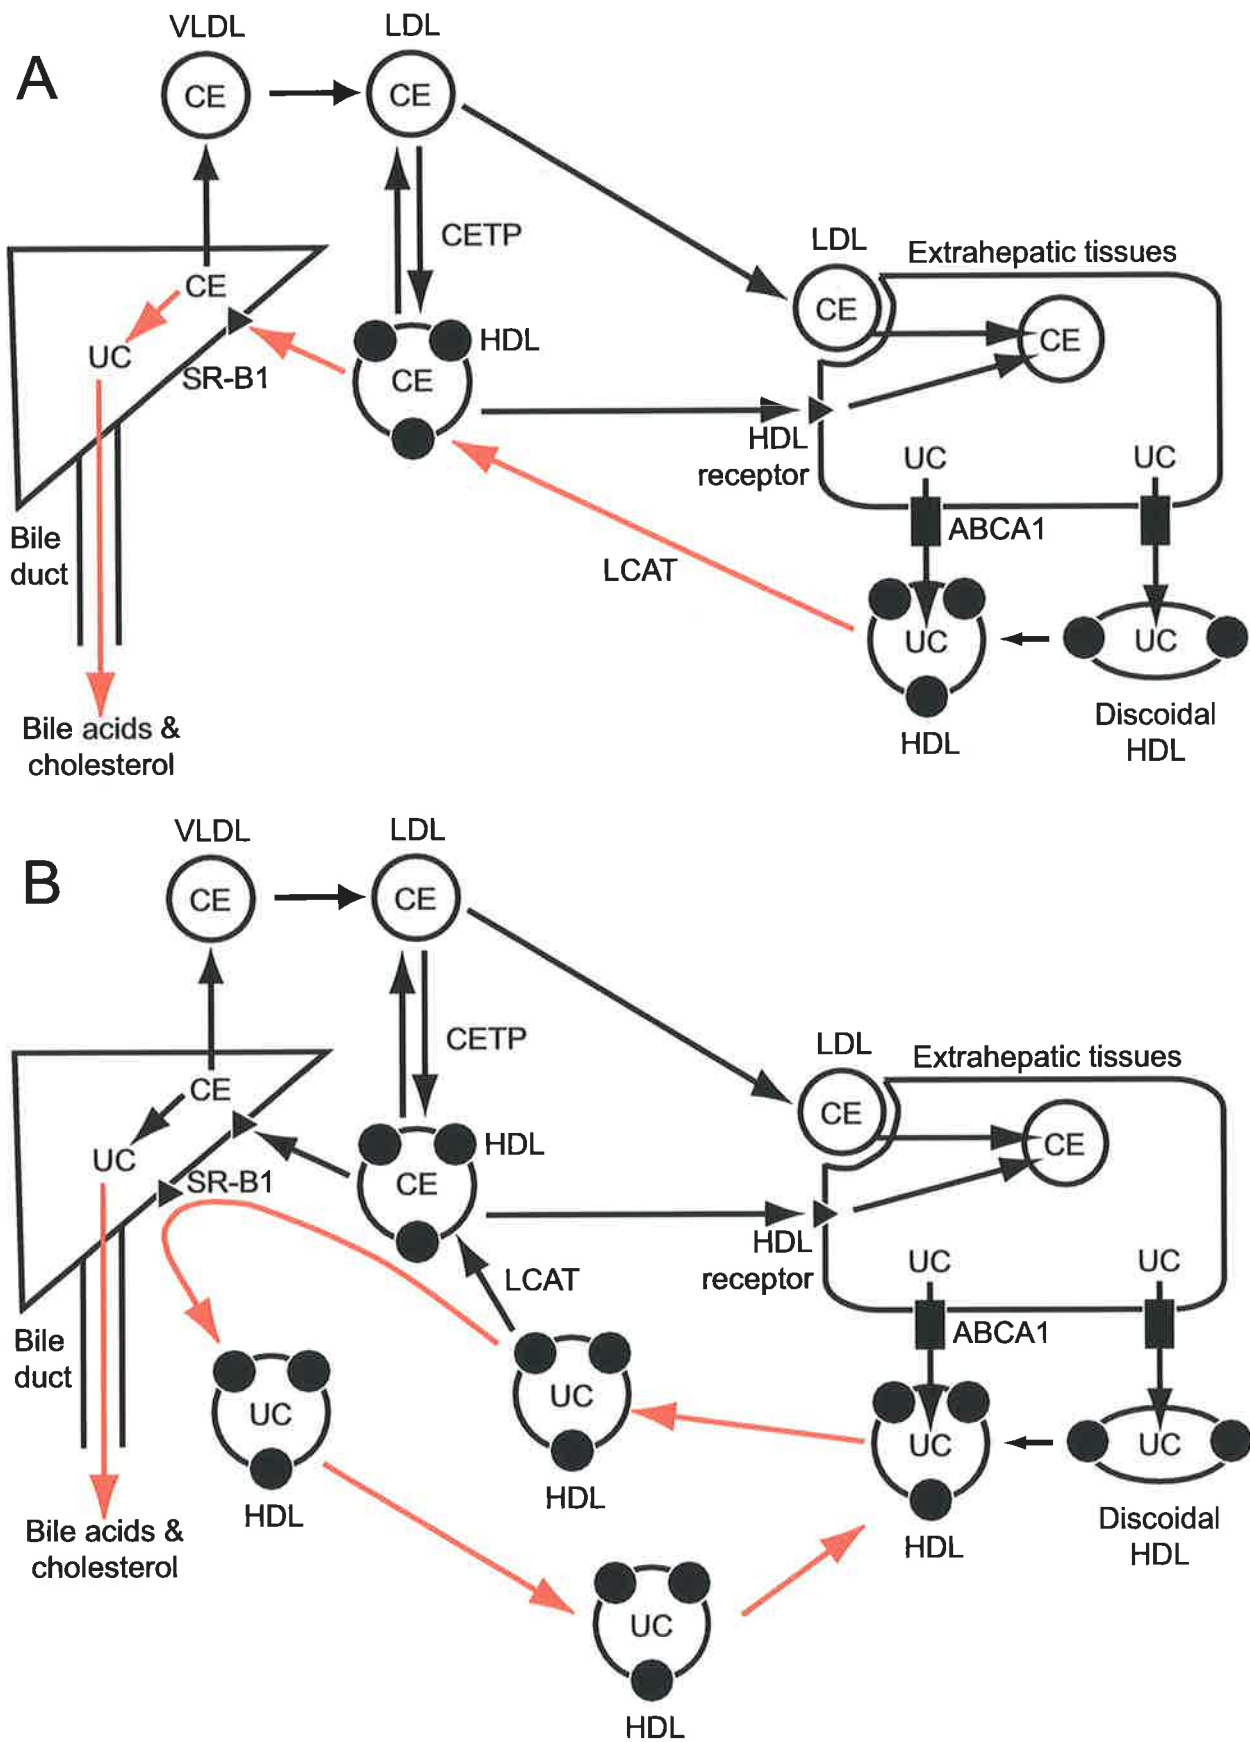 A
VLDL
LDL
CE
CE
CETP
LDL
Extrahepatic tissues
CE
CE
CE
UC
SR-B1
HDL
CE
HDL
receptor
UC
UC
ABCA1
LCAT
Bile
duct
UC
UC
HDL
Discoidal
HDL
Bile acids &
cholesterol
B
VLDL
LDL
CE
CE
CETP
LDL
Extrahepatic tissues
CE
CE
CE
UC
SR-B1
HDL
CE
HDL
receptor
UC
UC
LCAT
ABCA1
Bile
duct
UC
UC
UC
UC
HDL
HDL
HDL
Discoidal
HDL
Bile acids &
cholesterol
UC
HDL